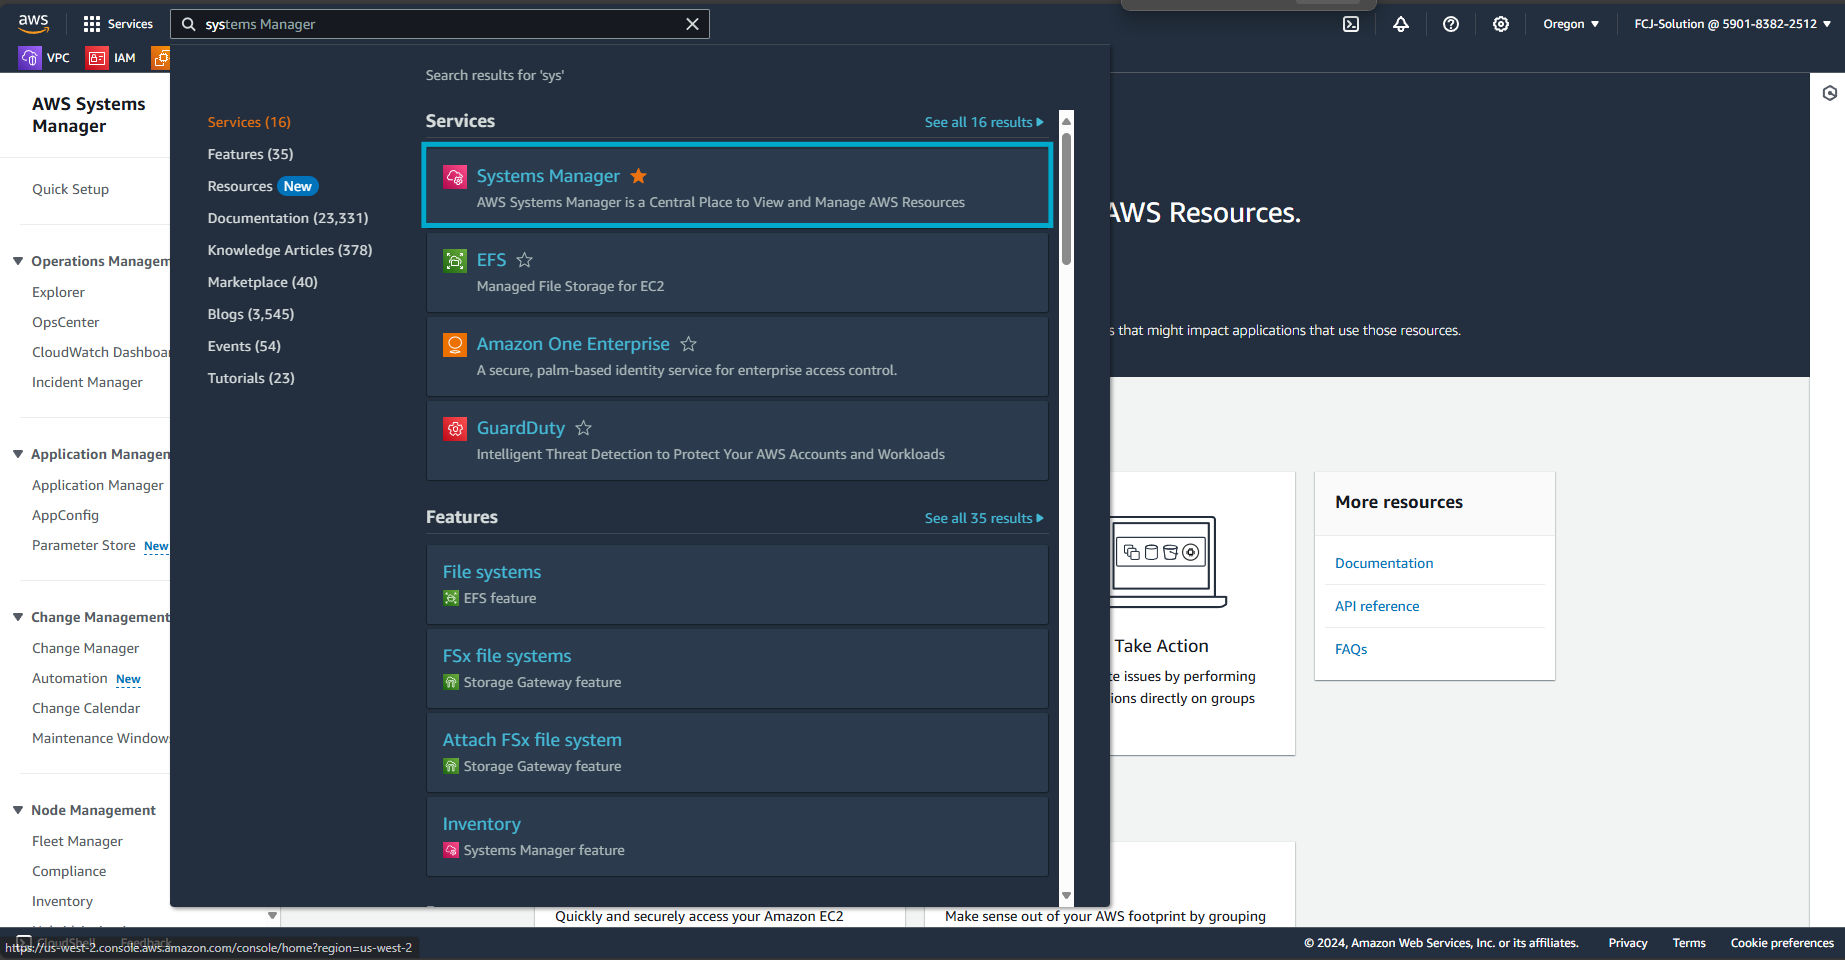 aws
Services
systems Manager
Oregon
FCJ-Solution @ 5901-8382-2512
VPC
IAM
AWS Systems
Manager
Quick Setup
Operations Managem
Explorer
OpsCenter
CloudWatch Dashboar
Incident Manager
Application Managen
Application Manager
AppConfig
Parameter Store New
Change Management
Change Manager
Automation New
Change Calendar
Maintenance Windows
Node Management
Fleet Manager
Compliance
Inventory
Search results for 'sys'
Services (16)
Features (35)
Resources New
Documentation (23,331)
Knowledge Articles (378)
Marketplace (40)
Blogs (3,545)
Events (54)
Tutorials (23)
Services
See all 16 results
Systems Manager
AWS Systems Manager is a Central Place to View and Manage AWS Resources
EFS
Managed File Storage for EC2
Amazon One Enterprise
A secure, palm-based identity service for enterprise access control.
GuardDuty
Intelligent Threat Detection to Protect Your AWS Accounts and Workloads
Features
See all 35 results
File systems
EFS feature
FSx file systems
Storage Gateway feature
Attach FSx file system
Storage Gateway feature
Inventory
Systems Manager feature
AWS Resources.
s that might impact applications that use those resources.
Take Action
ce issues by performing
ions directly on groups
More resources
Documentation
API reference
FAQs
Quickly and securely access your Amazon EC2
Make sense out of your AWS footprint by grouping
CloudShell Feedback
https://us-west-2.console.aws.amazon.com/console/home?region=us-west-2
© 2024, Amazon Web Services, Inc. or its affiliates.
Privacy
Terms
Cookie preferences